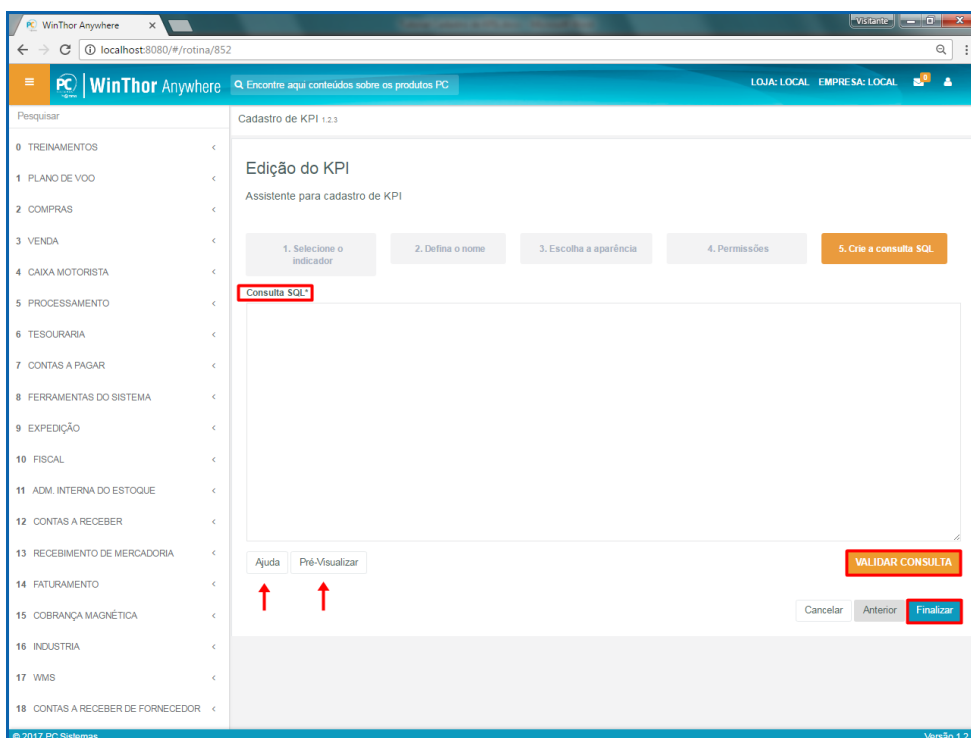 WinThor Anywhere
Visitante
localhost:8080/#/rotina/852
PC WinThor Anywhere
Encontre aqui conteúdos sobre os produtos PC
LOJA: LOCAL EMPRESA: LOCAL
Pesquisar
Cadastro de KPI 1.2.3
0 TREINAMENTOS
1 PLANO DE VOO
2 COMPRAS
3 VENDA
4 CAIXA MOTORISTA
5 PROCESSAMENTO
6 TESOURARIA
7 CONTAS A PAGAR
8 FERRAMENTAS DO SISTEMA
9 EXPEDIÇÃO
10 FISCAL
11 ADM. INTERNA DO ESTOQUE
12 CONTAS A RECEBER
13 RECEBIMENTO DE MERCADORIA
14 FATURAMENTO
15 COBRANÇA MAGNÉTICA
16 INDUSTRIA
17 WMS
18 CONTAS A RECEBER DE FORNECEDOR
Edição do KPI
Assistente para cadastro de KPI
1. Selecione o
indicador
2. Defina o nome
3. Escolha a aparência
4. Permissões
5. Crie a consulta SQL
Consulta SQL*
Ajuda
Pré-Visualizar
VALIDAR CONSULTA
Cancelar
Anterior
Finalizar
© 2017 PC Sistemas
Versão 1.2